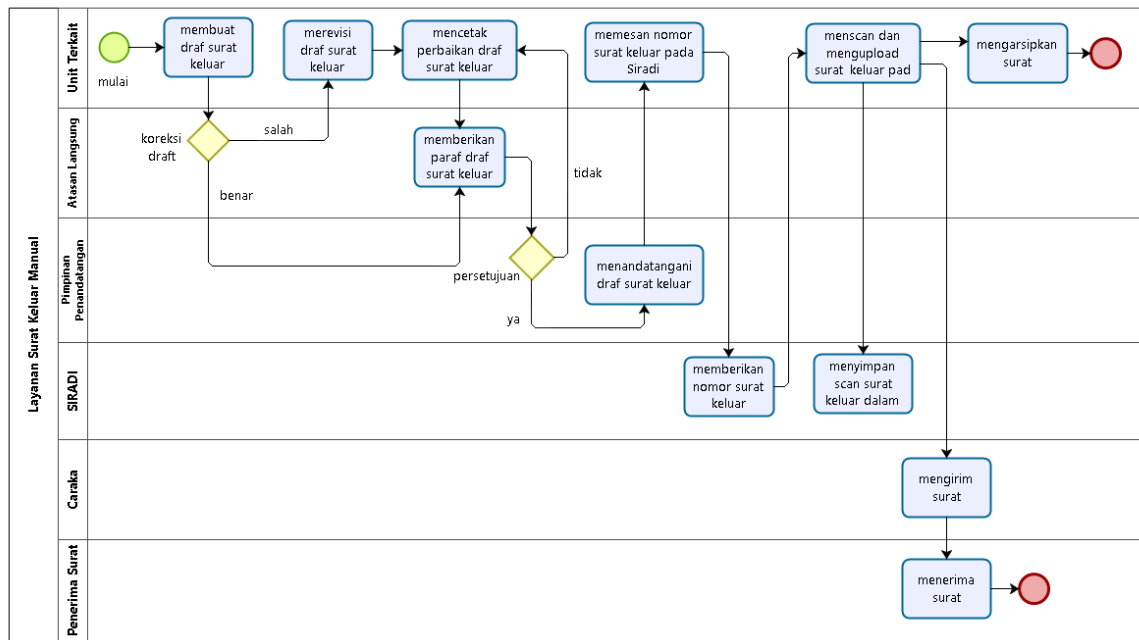 Layanan Surat Keluar Manual
Unit Terkait
mulai
membuat
draf surat
keluar
merevisi
draf surat
keluar
mencetak
perbaikan draf
surat keluar
memesan nomor
surat keluar pada
Siradi
menscan dan
mengupload
surat keluar pad
mengarsipkan
surat
Atasan Langsung
koreksi
draft
salah
benar
memberikan
paraf draf
surat keluar
tidak
Pimpinan
Penandatangan
persetujuan
ya
menandatangani
draf surat keluar
SIRADI
memberikan
nomor surat
keluar
menyimpan
scan surat
keluar dalam
Caraka
mengirim
surat
Penerima Surat
menerima
surat